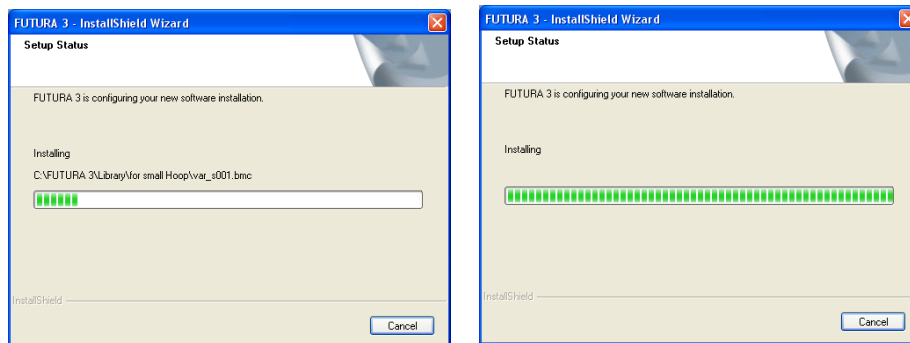 FUTURA 3 - InstallShield Wizard
Setup Status
FUTURA 3 is configuring your new software installation.
Installing
C:\FUTURA 3\Library\for small Hoop\var_s001.bmc
InstallShield
Cancel
FUTURA 3 - InstallShield Wizard
Setup Status
FUTURA 3 is configuring your new software installation.
Installing
InstallShield
Cancel